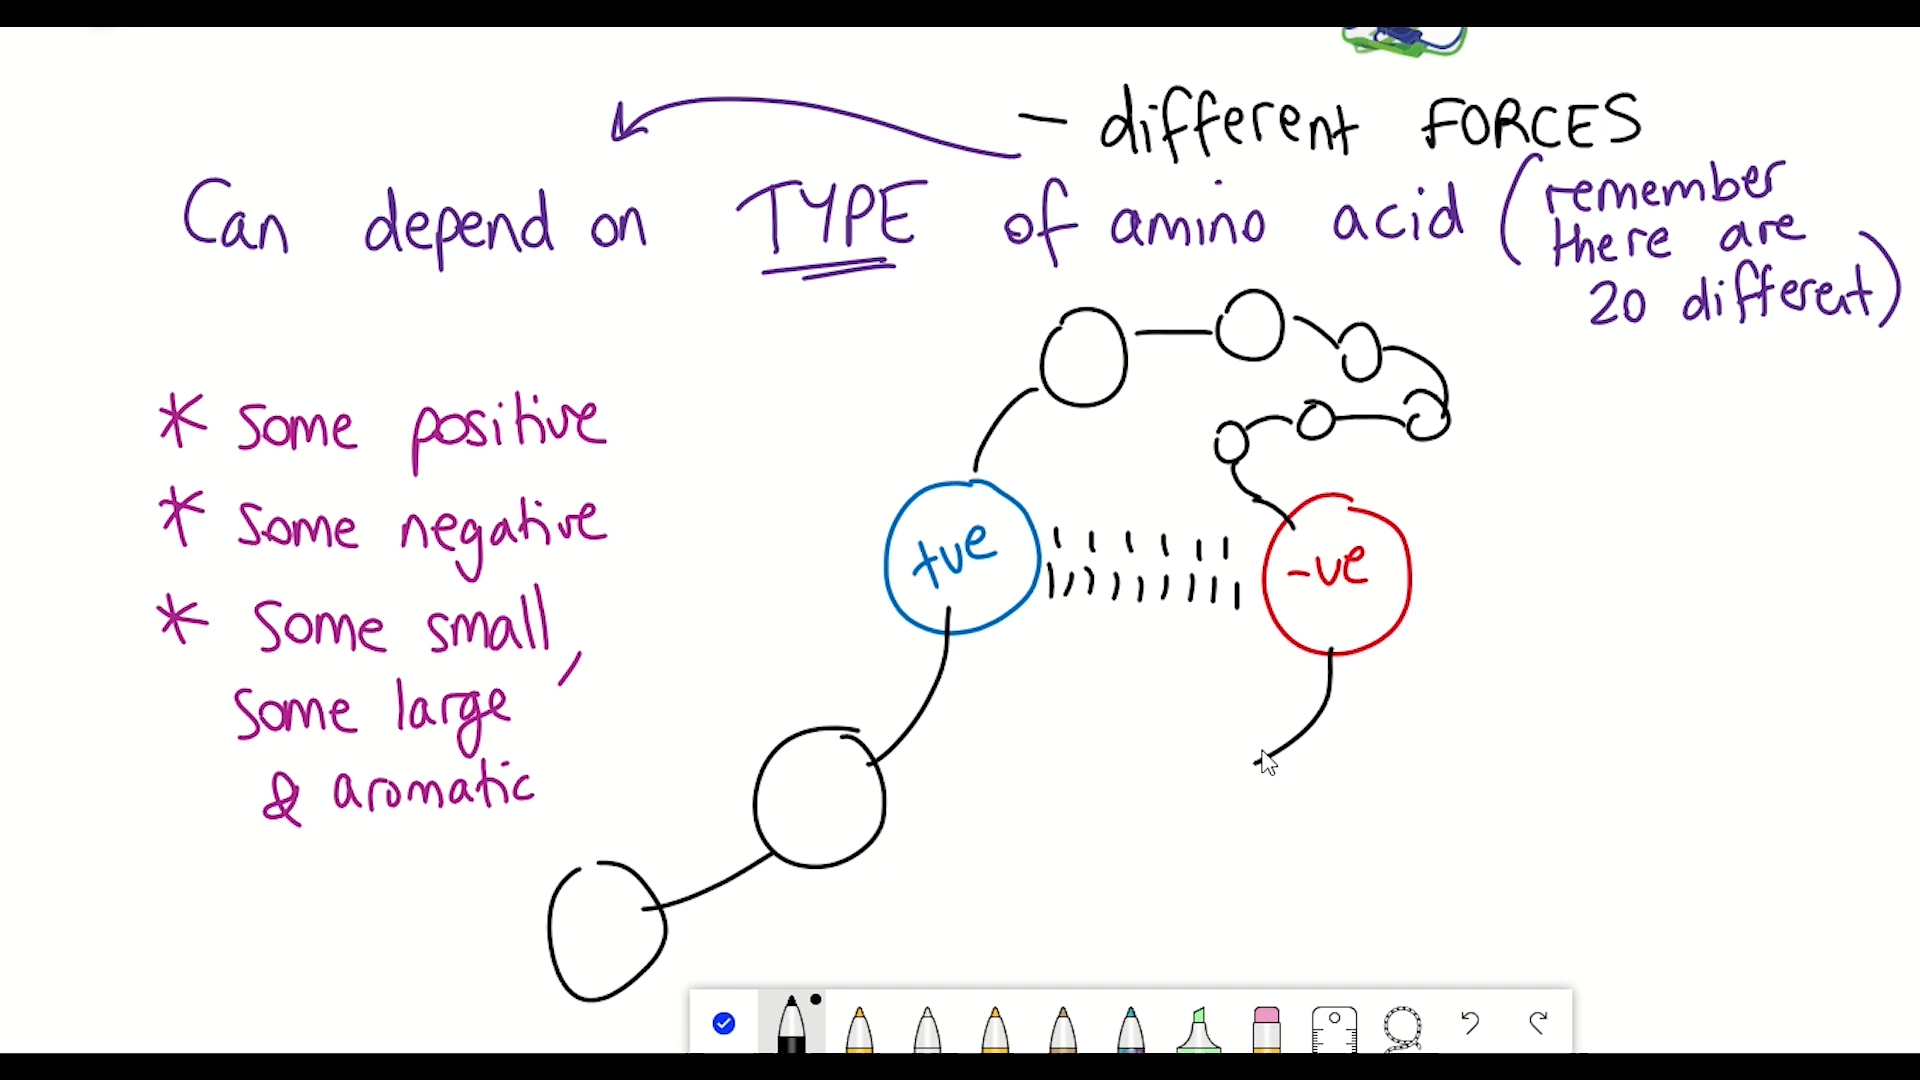 - different FORCES
Can depend on TYPE of amino acid (remember
there are
20 different)
* some positive
* some negative
* some small,
some large
& aromatic
+ve
-ve